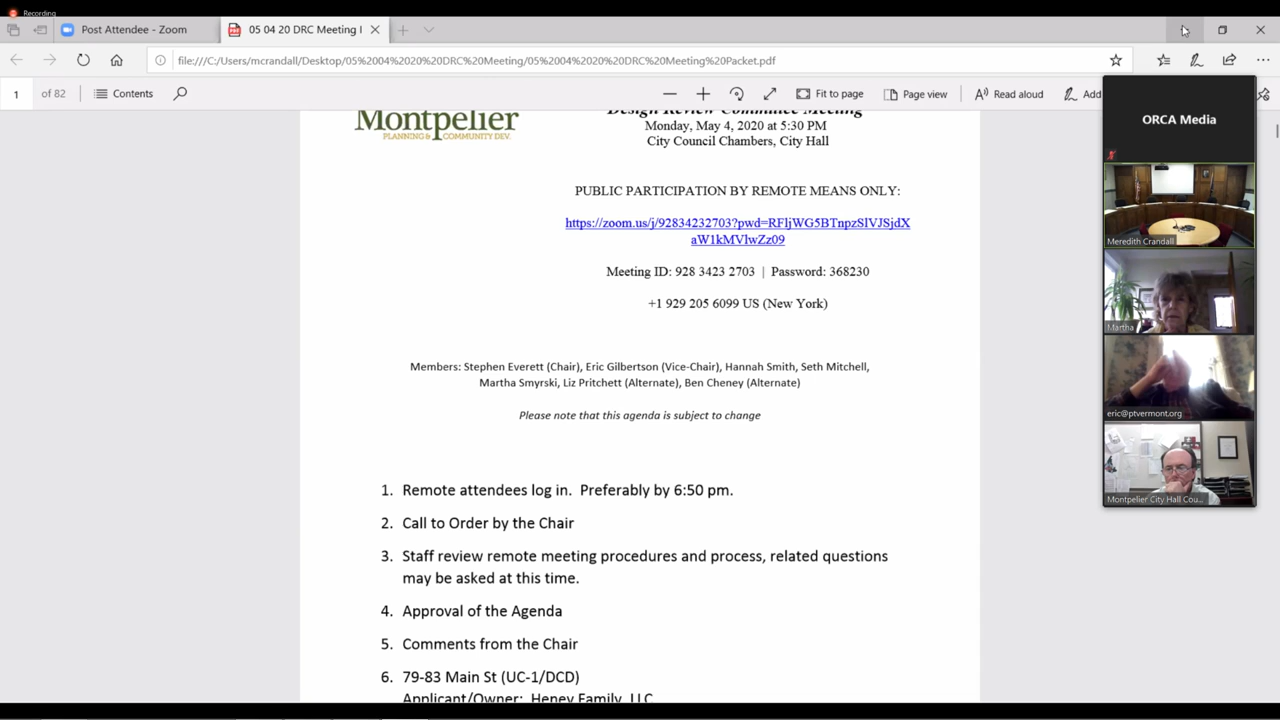 Recording
Post Attendee - Zoom
05 04 20 DRC Meeting I
file:///C:/Users/mcrandall/Desktop/05%2004%2020%20DRC%20Meeting/05%2004%2020%20DRC%20Meeting%20Packet.pdf
1 of 82
Contents
Fit to page
Page view
Read aloud
Add
Montpelier
PLANNING & COMMUNITY DEV.
Design Review Committee Meeting
Monday, May 4, 2020 at 5:30 PM
City Council Chambers, City Hall
PUBLIC PARTICIPATION BY REMOTE MEANS ONLY:
https://zoom.us/j/92834232703?pwd=RFljWG5BTnpzSlVJSjdX
aW1kMVlwZz09
Meeting ID: 928 3423 2703 | Password: 368230
+1 929 205 6099 US (New York)
Members: Stephen Everett (Chair), Eric Gilbertson (Vice-Chair), Hannah Smith, Seth Mitchell,
Martha Smyrski, Liz Pritchett (Alternate), Ben Cheney (Alternate)
Please note that this agenda is subject to change
1. Remote attendees log in. Preferably by 6:50 pm.
2. Call to Order by the Chair
3. Staff review remote meeting procedures and process, related questions
may be asked at this time.
4. Approval of the Agenda
5. Comments from the Chair
6. 79-83 Main St (UC-1/DCD)
Applicant/Owner: Heney Family, LLC
ORCA Media
Meredith Crandall
Martha
eric@ptvermont.org
Montpelier City Hall Cou...